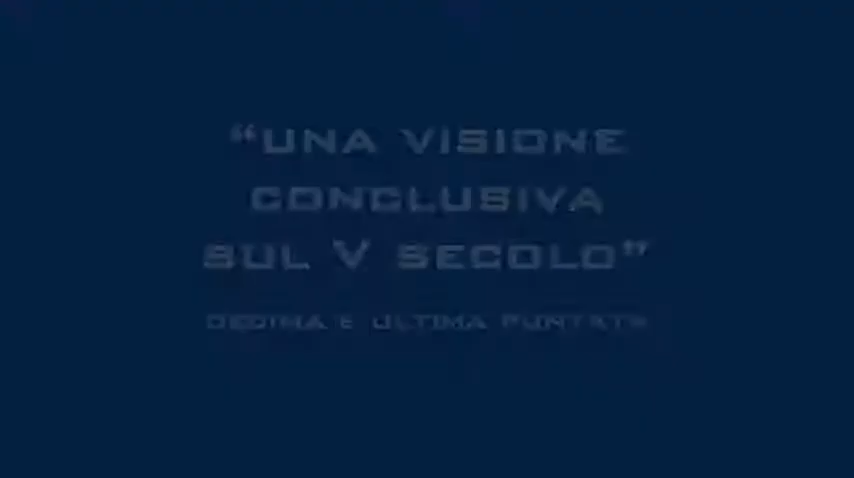 “UNA VISIONE
CONCLUSIVA
SUL V SECOLO”
DECIMA E ULTIMA PUNTATA